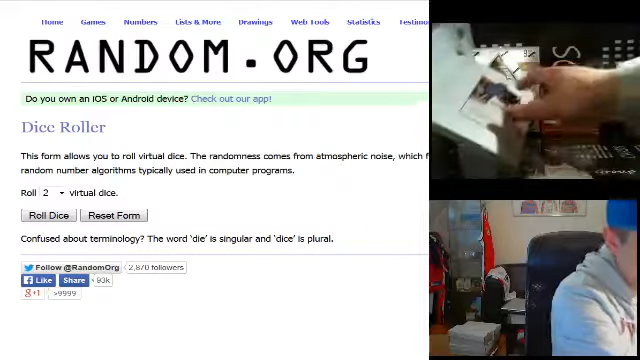 Home Games Numbers Lists & More Drawings Web Tools Statistics Testimo
RANDOM.ORG
Do you own an iOS or Android device? Check out our app!
Dice Roller
This form allows you to roll virtual dice. The randomness comes from atmospheric noise, which f
random number algorithms typically used in computer programs.
Roll 2 virtual dice.
Roll Dice Reset Form
Confused about terminology? The word 'die' is singular and 'dice' is plural.
Follow @RandomOrg 2,870 followers
Like Share 93k
g+1 >9999